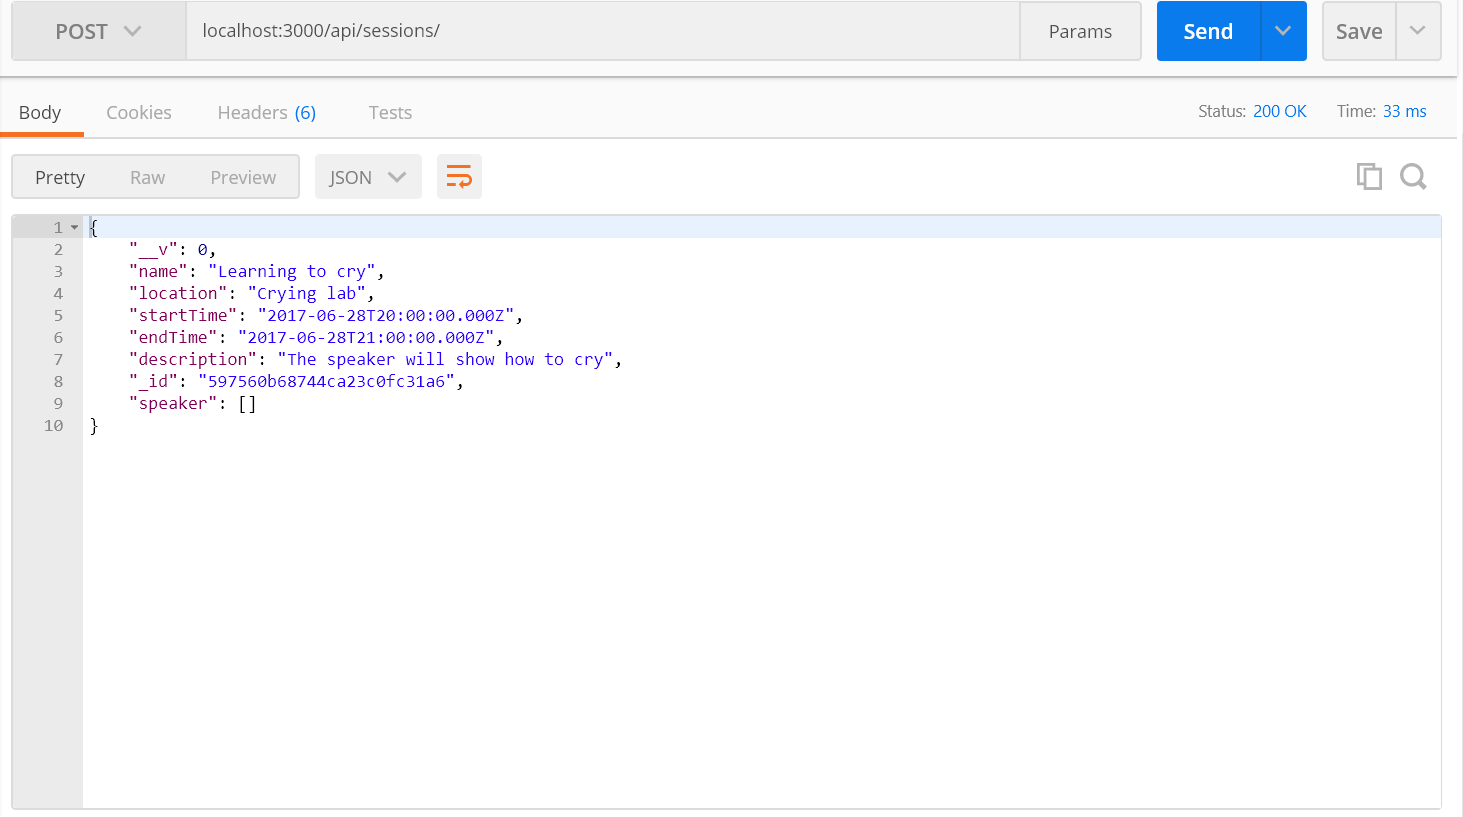 POST localhost:3000/api/sessions/ Params Send Save
Body Cookies Headers (6) Tests Status: 200 OK Time: 33 ms
Pretty Raw Preview JSON
1 {
2 "__v": 0,
3 "name": "Learning to cry",
4 "location": "Crying lab",
5 "startTime": "2017-06-28T20:00:00.000Z",
6 "endTime": "2017-06-28T21:00:00.000Z",
7 "description": "The speaker will show how to cry",
8 "_id": "597560b68744ca23c0fc31a6",
9 "speaker": []
10 }